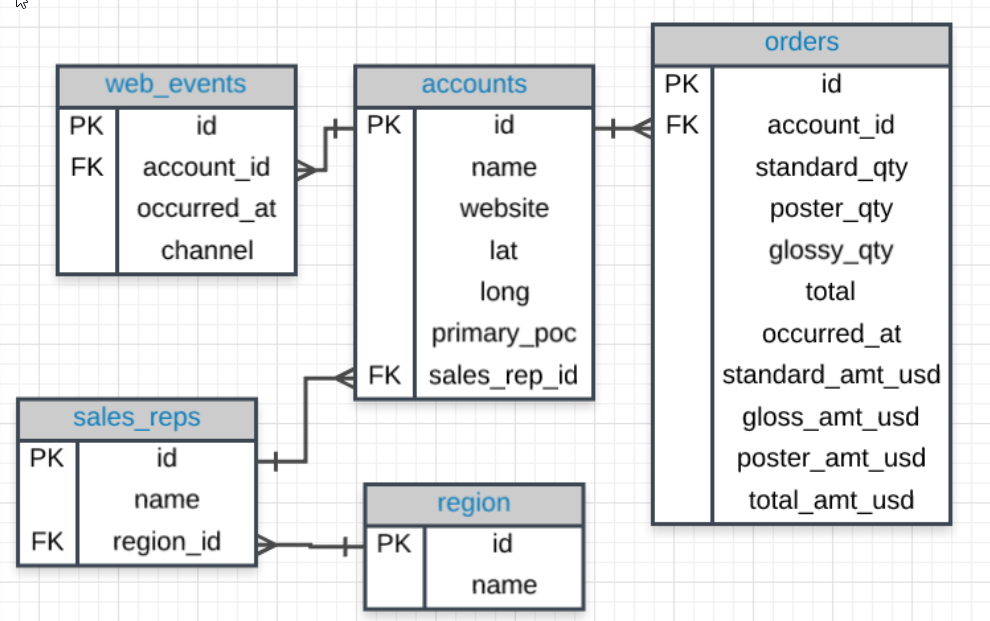 web_events
PK id
FK account_id
occurred_at
channel
accounts
PK id
name
website
lat
long
primary_poc
FK sales_rep_id
orders
PK id
FK account_id
standard_qty
poster_qty
glossy_qty
total
occurred_at
standard_amt_usd
gloss_amt_usd
poster_amt_usd
total_amt_usd
sales_reps
PK id
name
FK region_id
region
PK id
name